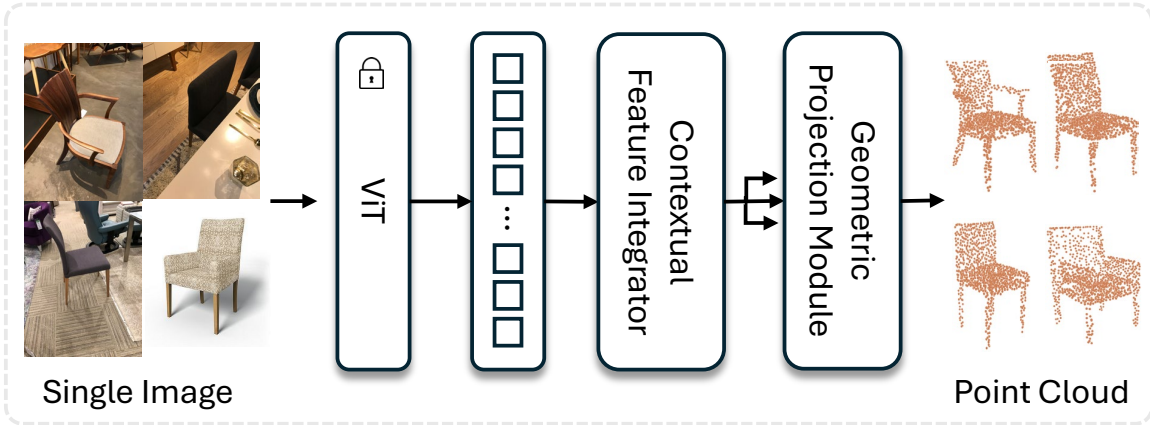 ViT
...
Contextual
Feature Integrator
Geometric
Projection Module
Single Image
Point Cloud